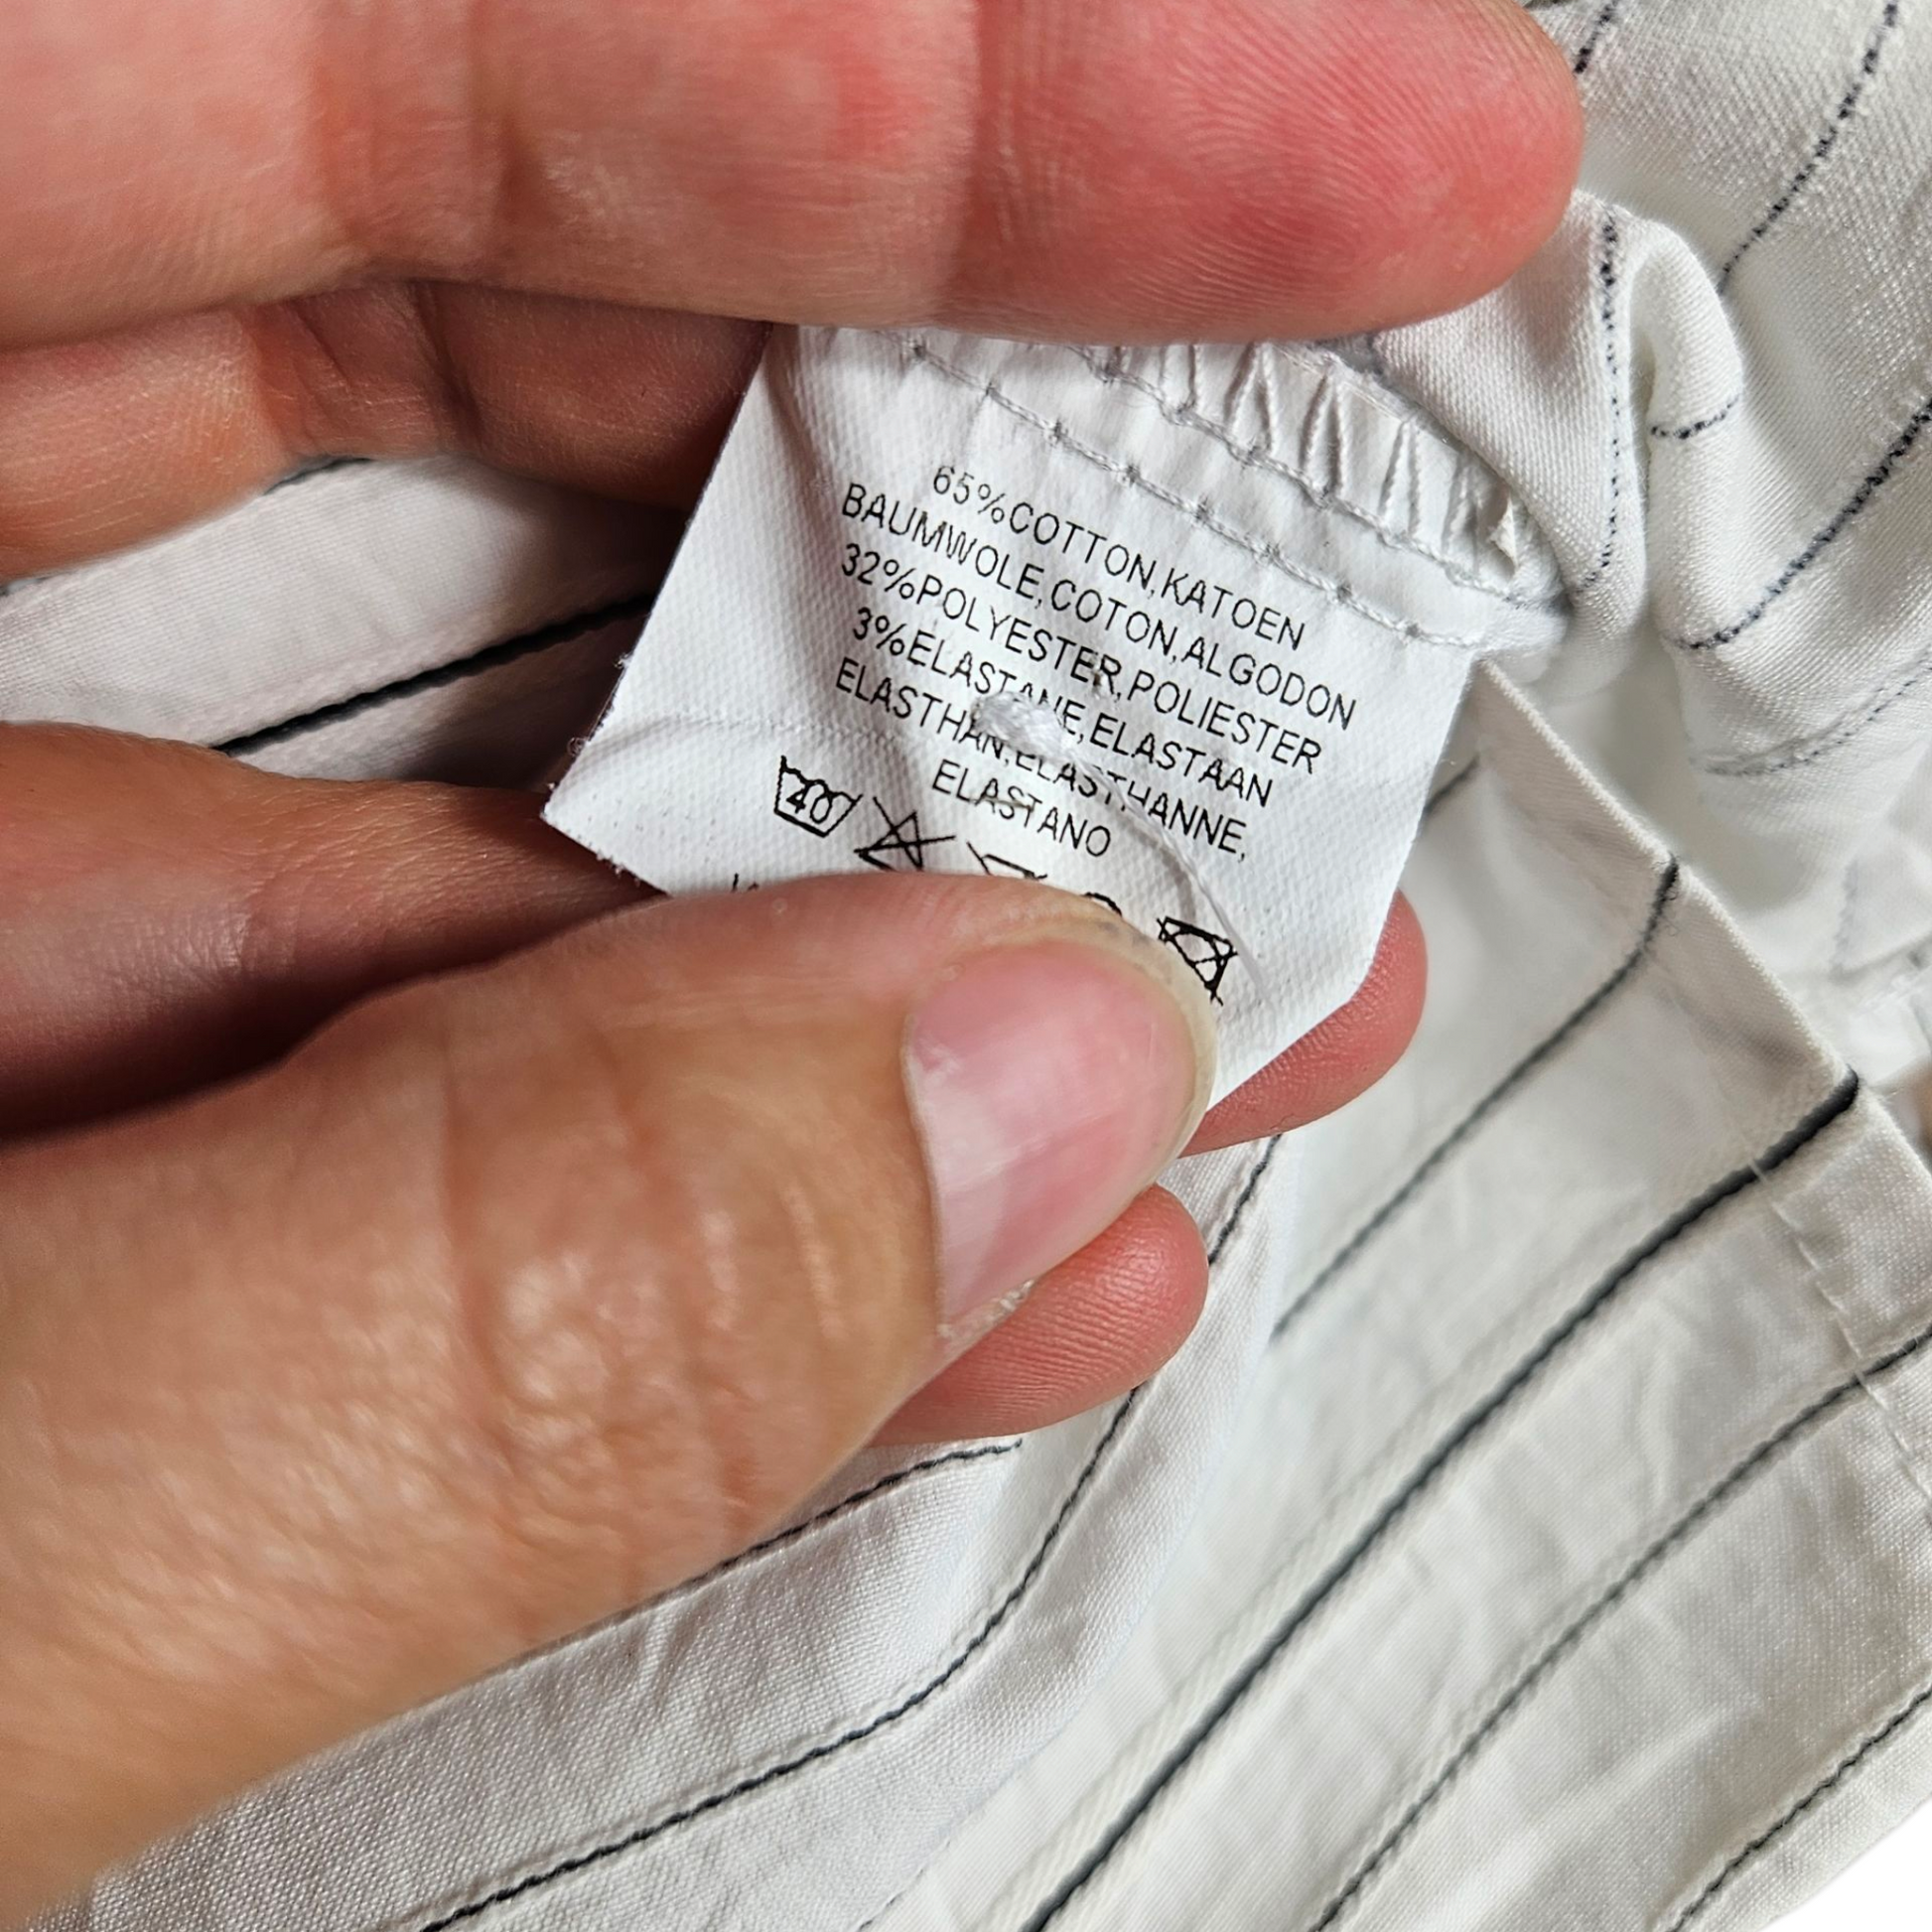 65%COTTON,KATOEN
BAUMWOLE,COTON,ALGODON
32%POLYESTER,POLIESTER
3%ELASTANE,ELASTAAN
ELASTHAN,ELASTHANNE,
ELASTANO
40